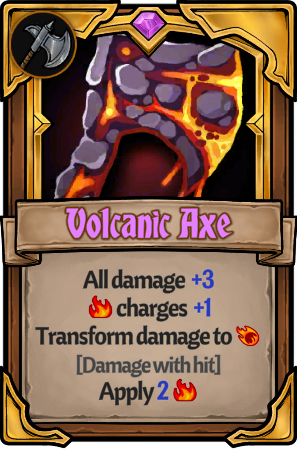 Volcanic Axe
All damage +3
charges +1
Transform damage to
[Damage with hit]
Apply 2